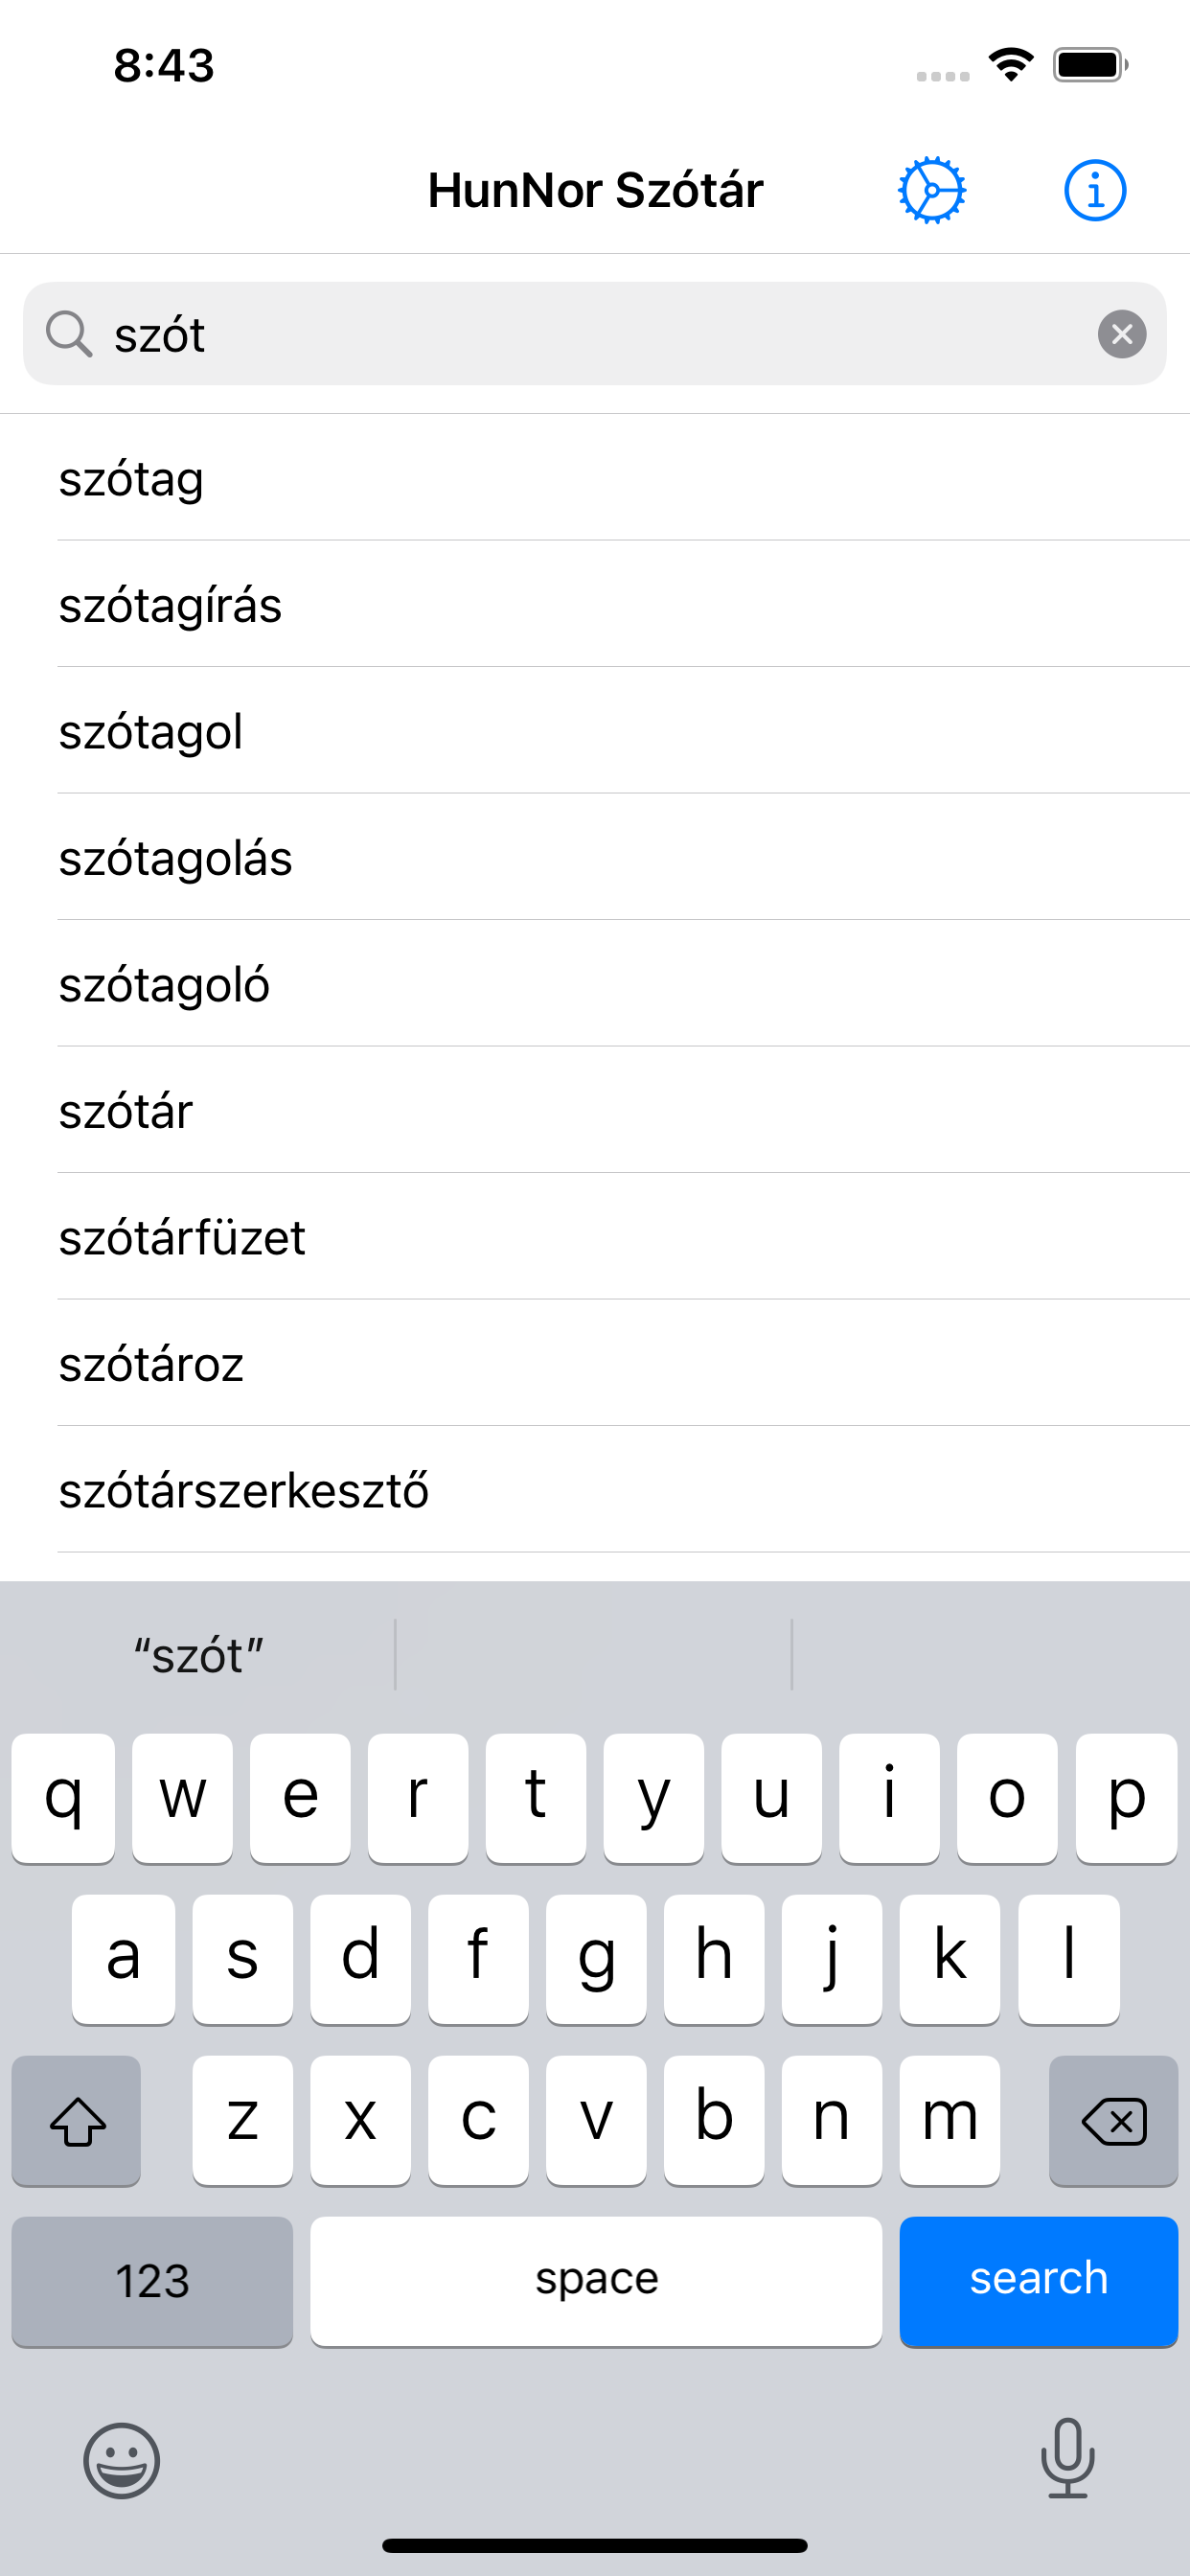 8:43
HunNor Szótár
szót
szótag
szótagírás
szótagol
szótagolás
szótagoló
szótár
szótárfüzet
szótároz
szótárszerkesztő
“szót”
q w e r t y u i o p
a s d f g h j k l
z x c v b n m
123 space search